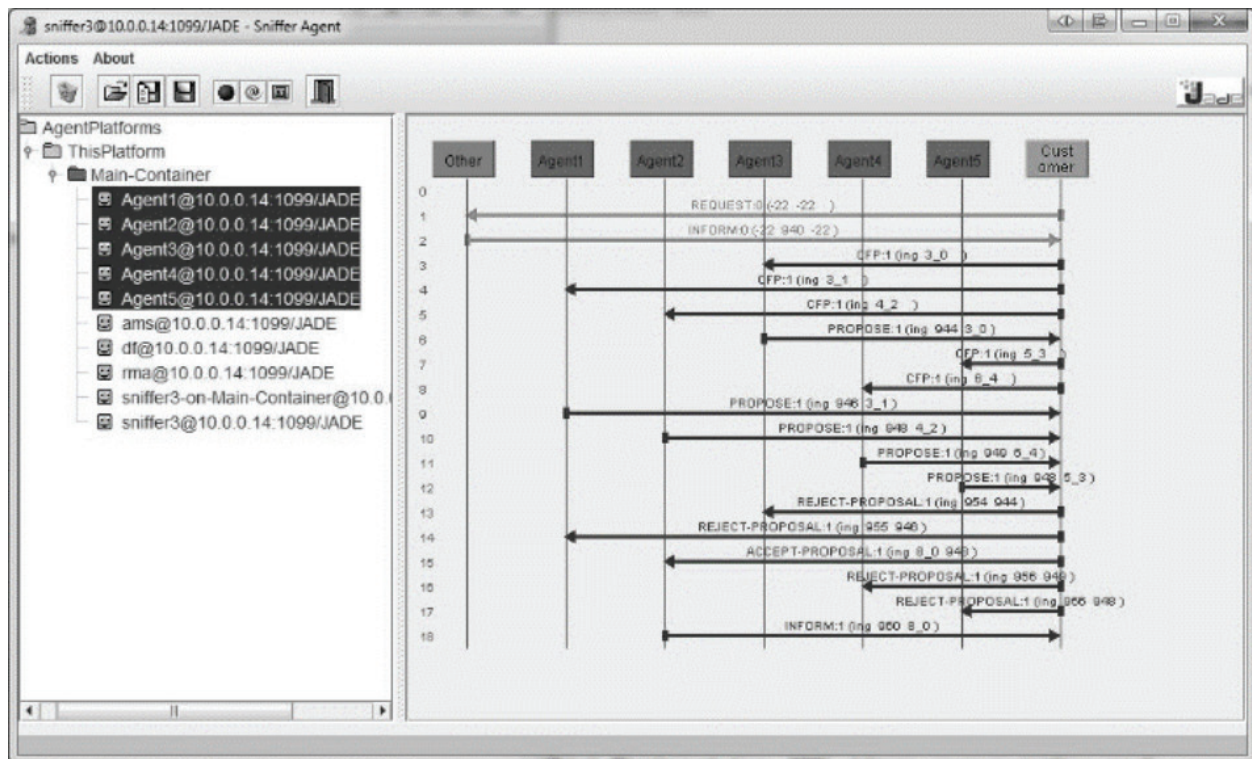 sniffer3@10.0.0.14:1099/JADE - Sniffer Agent
Actions About
Jade
AgentPlatforms
ThisPlatform
Main-Container
Agent1@10.0.0.14:1099/JADE
Agent2@10.0.0.14:1099/JADE
Agent3@10.0.0.14:1099/JADE
Agent4@10.0.0.14:1099/JADE
Agent5@10.0.0.14:1099/JADE
ams@10.0.0.14:1099/JADE
df@10.0.0.14:1099/JADE
rma@10.0.0.14:1099/JADE
sniffer3-on-Main-Container@10.0.
sniffer3@10.0.0.14:1099/JADE
Other Agent1 Agent2 Agent3 Agent4 Agent5 Cust
omer
0
REQUEST:0 (-22 -22 )
1
INFORM:0 (-22 940 -22 )
2
CFP:1 (ing 3_0 )
3
CFP:1 (ing 3_1 )
4
CFP:1 (ing 4_2 )
5
PROPOSE:1 (ing 944 3_0 )
6
CFP:1 (ing 5_3 )
7
CFP:1 (ing 6_4 )
8
PROPOSE:1 (ing 946 3_1 )
9
PROPOSE:1 (ing 948 4_2 )
10
PROPOSE:1 (ing 949 6_4 )
11
PROPOSE:1 (ing 948 5_3 )
12
REJECT-PROPOSAL:1 (ing 954 944 )
13
REJECT-PROPOSAL:1 (ing 955 946 )
14
ACCEPT-PROPOSAL:1 (ing 8_0 948 )
15
REJECT-PROPOSAL:1 (ing 956 949 )
16
REJECT-PROPOSAL:1 (ing 948 )
17
INFORM:1 (ing 960 8_0 )
18